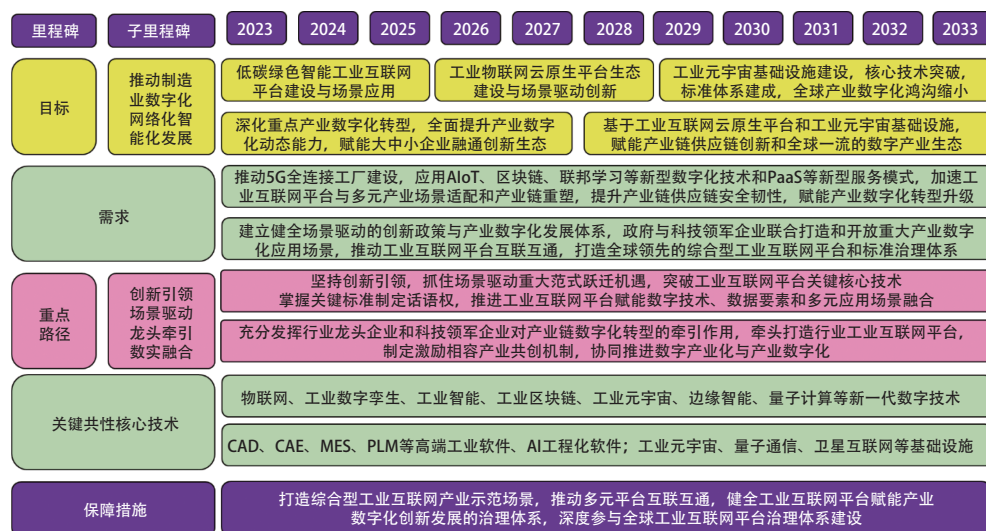 里程碑 子里程碑 2023 2024 2025 2026 2027 2028 2029 2030 2031 2032 2033
目标
推动制造
业数字化
网络化智
能化发展
低碳绿色智能工业互联网
平台建设与场景应用
工业物联网云原生平台生态
建设与场景驱动创新
工业元宇宙基础设施建设，核心技术突破，
标准体系建成，全球产业数字化鸿沟缩小
深化重点产业数字化转型，全面提升产业数字
化动态能力，赋能大中小企业融通创新生态
基于工业互联网云原生平台和工业元宇宙基础设施，
赋能产业链供应链创新和全球一流的数字产业生态
需求
推动5G全连接工厂建设，应用AIoT、区块链、联邦学习等新型数字化技术和PaaS等新型服务模式，加速工
业互联网平台与多元产业场景适配和产业链重塑，提升产业链供应链安全韧性，赋能产业数字化转型升级
建立健全场景驱动的创新政策与产业数字化发展体系，政府与科技领军企业联合打造和开放重大产业数字
化应用场景，推动工业互联网平台互联互通，打造全球领先的综合型工业互联网平台和标准治理体系
重点
路径
创新引领
场景驱动
龙头牵引
数实融合
坚持创新引领，抓住场景驱动重大范式跃迁机遇，突破工业互联网平台关键核心技术
掌握关键标准制定话语权，推进工业互联网平台赋能数字技术、数据要素和多元应用场景融合
充分发挥行业龙头企业和科技领军企业对产业链数字化转型的牵引作用，牵头打造行业工业互联网平台，
制定激励相容产业共创机制，协同推进数字产业化与产业数字化
关键共性核心技术
物联网、工业数字孪生、工业智能、工业区块链、工业元宇宙、边缘智能、量子计算等新一代数字技术
CAD、CAE、MES、PLM等高端工业软件、AI工程化软件；工业元宇宙、量子通信、卫星互联网等基础设施
保障措施
打造综合型工业互联网产业示范场景，推动多元平台互联互通，健全工业互联网平台赋能产业
数字化创新发展的治理体系，深度参与全球工业互联网平台治理体系建设